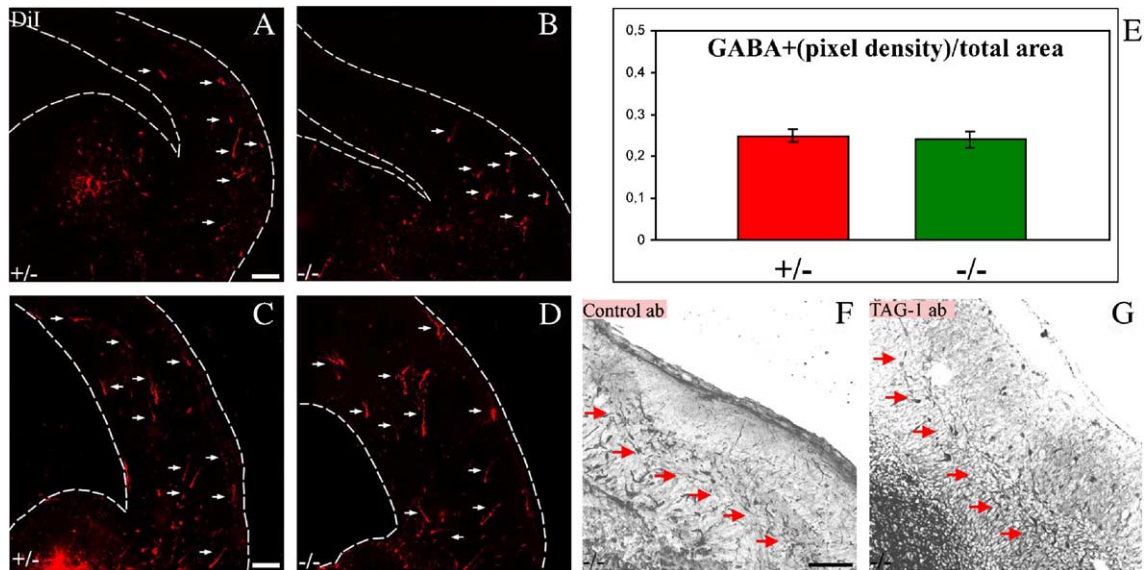 DiI
A
+/-
B
-/-
GABA+(pixel density)/total area
E
0.5
0.4
0.3
0.2
0.1
0
+/-
-/-
C
+/-
D
-/-
Control ab
F
-/-
TAG-1 ab
G
-/-